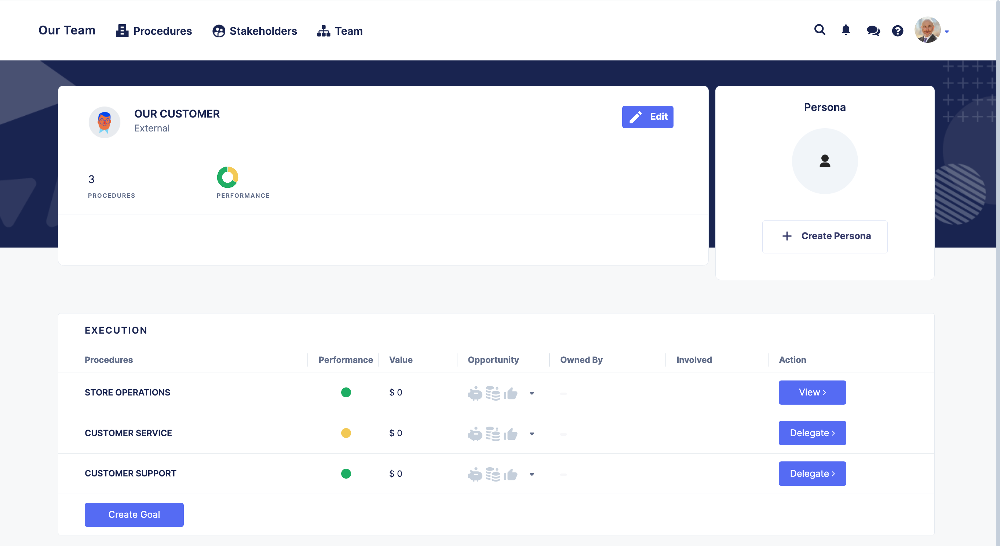 Our Team Procedures Stakeholders Team
OUR CUSTOMER
External
Edit
3
PROCEDURES
PERFORMANCE
Persona
Create Persona
EXECUTION
Procedures Performance Value Opportunity Owned By Involved Action
STORE OPERATIONS $ 0 View ›
CUSTOMER SERVICE $ 0 Delegate ›
CUSTOMER SUPPORT $ 0 Delegate ›
Create Goal